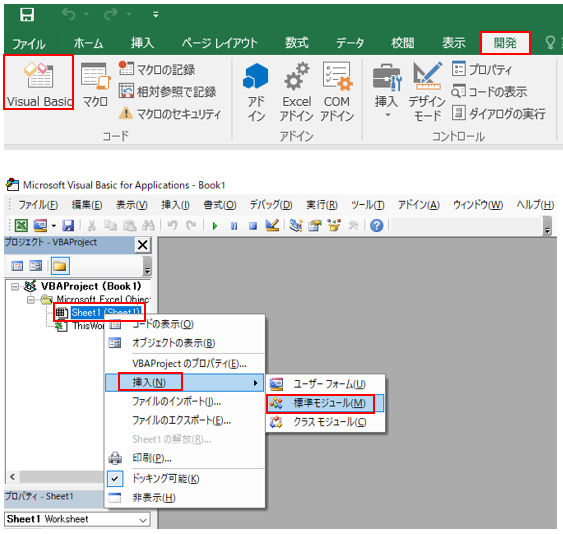 ファイル ホーム 挿入 ページ レイアウト 数式 データ 校閲 表示 開発
Visual Basic マクロ マクロの記録 相対参照で記録 マクロのセキュリティ アド イン Excel アドイン COM アドイン 挿入 デザイン モード プロパティ コードの表示 ダイアログの実行
コード アドイン コントロール
Microsoft Visual Basic for Applications - Book1
ファイル(F) 編集(E) 表示(V) 挿入(I) 書式(O) デバッグ(D) 実行(R) ツール(T) アドイン(A) ウィンドウ(W) ヘルプ(H)
プロジェクト - VBAProject
VBAProject (Book1)
Microsoft Excel Objec
Sheet1 (Sheet1)
ThisWor
コードの表示(O)
オブジェクトの表示(B)
VBAProject のプロパティ(E)...
挿入(N)
ユーザー フォーム(U)
標準モジュール(M)
クラス モジュール(C)
ファイルのインポート(I)...
ファイルのエクスポート(E)...
Sheet1 の解放(R)...
印刷(P)...
ドッキング可能(K)
非表示(H)
プロパティ - Sheet1
Sheet1 Worksheet